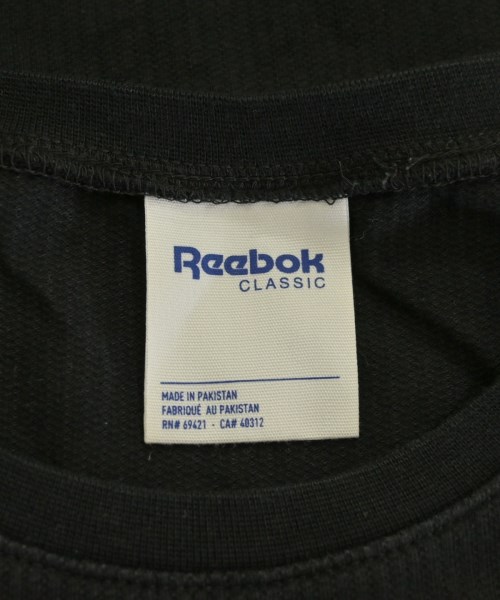 Reebok
CLASSIC
MADE IN PAKISTAN
FABRIQUÉ AU PAKISTAN
RN# 69421 - CA# 40312